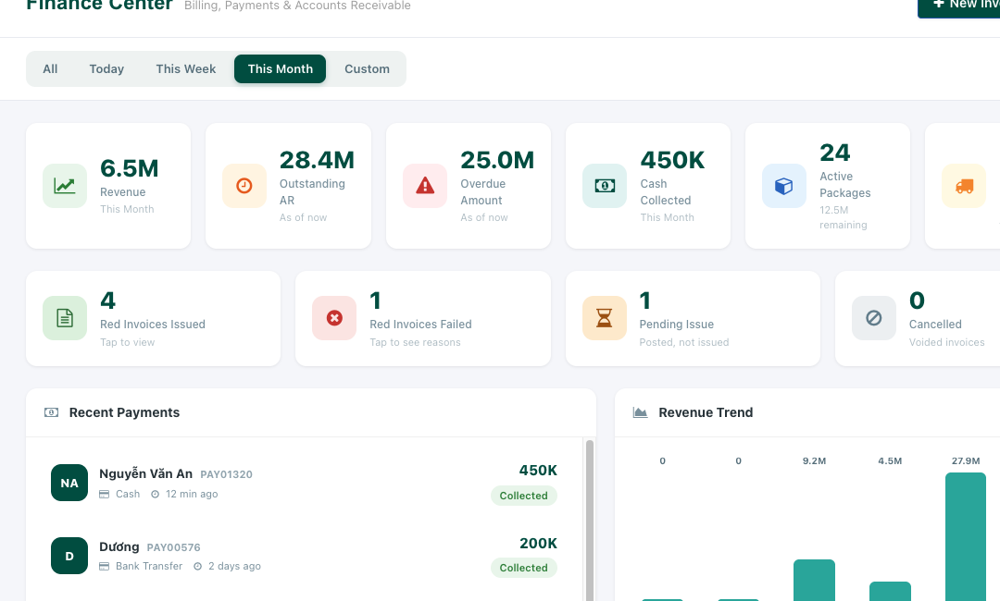 Finance Center Billing, Payments & Accounts Receivable
New Inv
All Today This Week This Month Custom
6.5M
Revenue
This Month
28.4M
Outstanding
AR
As of now
25.0M
Overdue
Amount
As of now
450K
Cash
Collected
This Month
24
Active
Packages
12.5M
remaining
4
Red Invoices Issued
Tap to view
1
Red Invoices Failed
Tap to see reasons
1
Pending Issue
Posted, not issued
0
Cancelled
Voided invoices
Recent Payments
NA
Nguyễn Văn An PAY01320
Cash 12 min ago
450K
Collected
D
Dương PAY00576
Bank Transfer 2 days ago
200K
Collected
Revenue Trend
0 0 9.2M 4.5M 27.9M